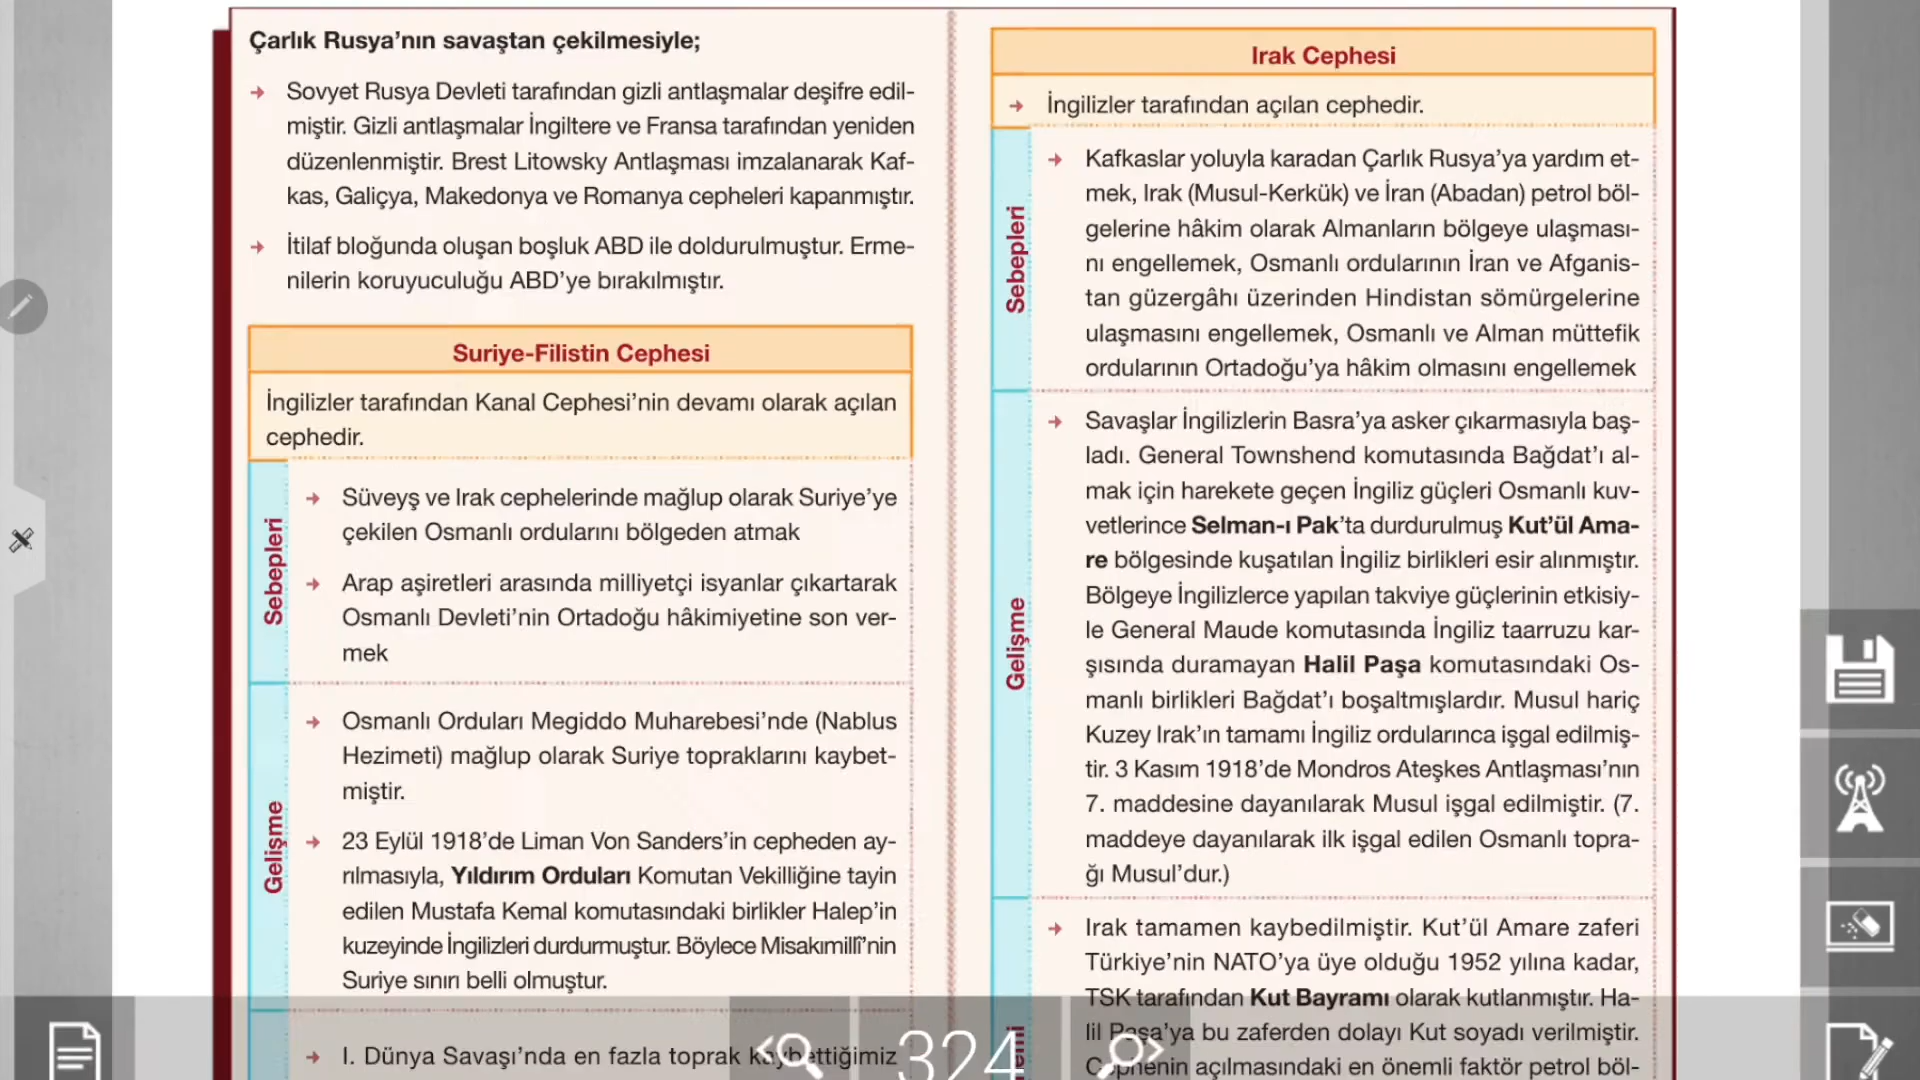 Çarlık Rusya’nın savaştan çekilmesiyle;
Sovyet Rusya Devleti tarafından gizli antlaşmalar deşifre edil-
miştir. Gizli antlaşmalar İngiltere ve Fransa tarafından yeniden
düzenlenmiştir. Brest Litowsky Antlaşması imzalanarak Kaf-
kas, Galiçya, Makedonya ve Romanya cepheleri kapanmıştır.
İtilaf bloğunda oluşan boşluk ABD ile doldurulmuştur. Erme-
nilerin koruyuculuğu ABD’ye bırakılmıştır.
Suriye-Filistin Cephesi
İngilizler tarafından Kanal Cephesi’nin devamı olarak açılan
cephedir.
Sebepleri
Süveyş ve Irak cephelerinde mağlup olarak Suriye’ye
çekilen Osmanlı ordularını bölgeden atmak
Arap aşiretleri arasında milliyetçi isyanlar çıkartarak
Osmanlı Devleti’nin Ortadoğu hâkimiyetine son ver-
mek
Gelişme
Osmanlı Orduları Megiddo Muharebesi’nde (Nablus
Hezimeti) mağlup olarak Suriye topraklarını kaybet-
miştir.
23 Eylül 1918’de Liman Von Sanders’in cepheden ay-
rılmasıyla, Yıldırım Orduları Komutan Vekilliğine tayin
edilen Mustafa Kemal komutasındaki birlikler Halep’in
kuzeyinde İngilizleri durdurmuştur. Böylece Misakımillî’nin
Suriye sınırı belli olmuştur.
I. Dünya Savaşı’nda en fazla toprak kaybettiğimiz
Irak Cephesi
İngilizler tarafından açılan cephedir.
Sebepleri
Kafkaslar yoluyla karadan Çarlık Rusya’ya yardım et-
mek, Irak (Musul-Kerkük) ve İran (Abadan) petrol böl-
gelerine hâkim olarak Almanların bölgeye ulaşması-
nı engellemek, Osmanlı ordularının İran ve Afganis-
tan güzergâhı üzerinden Hindistan sömürgelerine
ulaşmasını engellemek, Osmanlı ve Alman müttefik
ordularının Ortadoğu’ya hâkim olmasını engellemek
Gelişme
Savaşlar İngilizlerin Basra’ya asker çıkarmasıyla baş-
ladı. General Townshend komutasında Bağdat’ı al-
mak için harekete geçen İngiliz güçleri Osmanlı kuv-
vetlerince Selman-ı Pak’ta durdurulmuş Kut’ül Ama-
re bölgesinde kuşatılan İngiliz birlikleri esir alınmıştır.
Bölgeye İngilizlerce yapılan takviye güçlerinin etkisiy-
le General Maude komutasında İngiliz taarruzu kar-
şısında duramayan Halil Paşa komutasındaki Os-
manlı birlikleri Bağdat’ı boşaltmışlardır. Musul hariç
Kuzey Irak’ın tamamı İngiliz ordularınca işgal edilmiş-
tir. 3 Kasım 1918’de Mondros Ateşkes Antlaşması’nın
7. maddesine dayanılarak Musul işgal edilmiştir. (7.
maddeye dayanılarak ilk işgal edilen Osmanlı topra-
ğı Musul’dur.)
Irak tamamen kaybedilmiştir. Kut’ül Amare zaferi
Türkiye’nin NATO’ya üye olduğu 1952 yılına kadar,
TSK tarafından Kut Bayramı olarak kutlanmıştır. Ha-
lil Paşa’ya bu zaferden dolayı Kut soyadı verilmiştir.
Cephenin açılmasındaki en önemli faktör petrol böl-
324